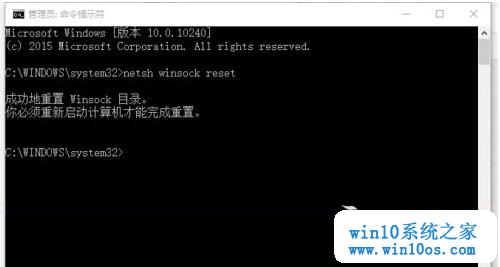 管理员: 命令提示符
Microsoft Windows [版本 10.0.10240]
(c) 2015 Microsoft Corporation. All rights reserved.
C:\WINDOWS\system32>netsh winsock reset
成功地重置 Winsock 目录。
你必须重新启动计算机才能完成重置。
C:\WINDOWS\system32>
win10系统之家
www.win10os.com